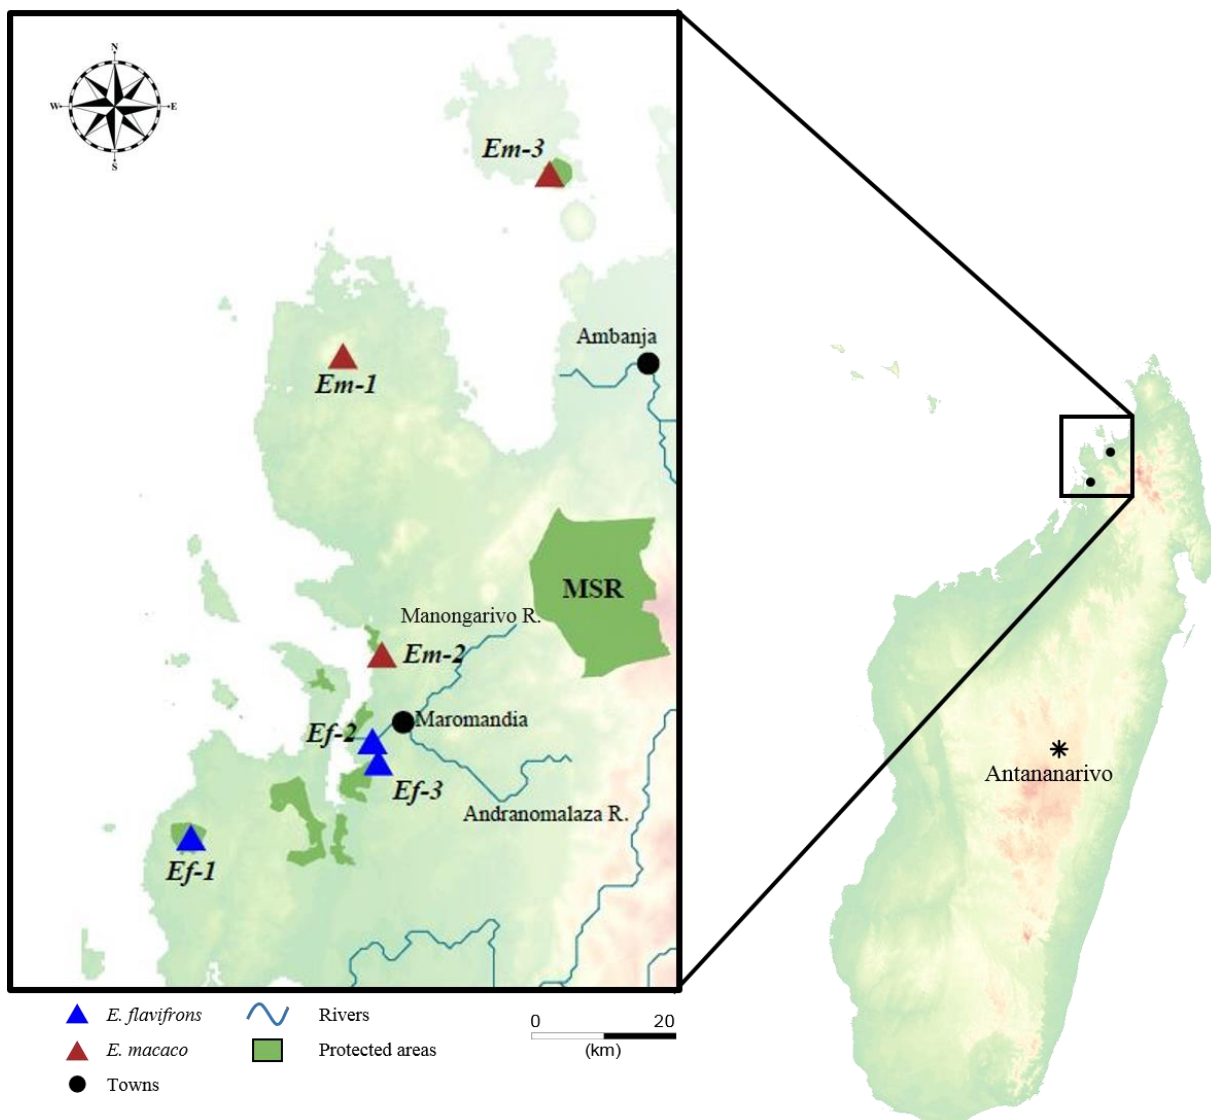 N
W
E
S
Em-3
Ambanja
Em-1
MSR
Manongarivo R.
Em-2
Maromandia
Ef-2
Ef-3
Andranomalaza R.
Ef-1
Antananarivo
E. flavifrons
Rivers
0 20
E. macaco
Protected areas
(km)
Towns